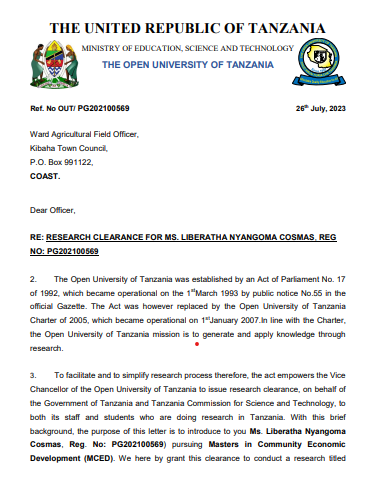 THE UNITED REPUBLIC OF TANZANIA
MINISTRY OF EDUCATION, SCIENCE AND TECHNOLOGY
THE OPEN UNIVERSITY OF TANZANIA
Ref. No OUT/ PG202100569 26th July, 2023
Ward Agricultural Field Officer,
Kibaha Town Council,
P.O. Box 991122,
COAST.
Dear Officer,
RE: RESEARCH CLEARANCE FOR MS. LIBERATHA NYANGOMA COSMAS, REG
NO: PG202100569
2. The Open University of Tanzania was established by an Act of Parliament No. 17
of 1992, which became operational on the 1stMarch 1993 by public notice No.55 in the
official Gazette. The Act was however replaced by the Open University of Tanzania
Charter of 2005, which became operational on 1stJanuary 2007.In line with the Charter,
the Open University of Tanzania mission is to generate and apply knowledge through
research.
3. To facilitate and to simplify research process therefore, the act empowers the Vice
Chancellor of the Open University of Tanzania to issue research clearance, on behalf of
the Government of Tanzania and Tanzania Commission for Science and Technology, to
both its staff and students who are doing research in Tanzania. With this brief
background, the purpose of this letter is to introduce to you Ms. Liberatha Nyangoma
Cosmas, Reg. No: PG202100569) pursuing Masters in Community Economic
Development (MCED). We here by grant this clearance to conduct a research titled